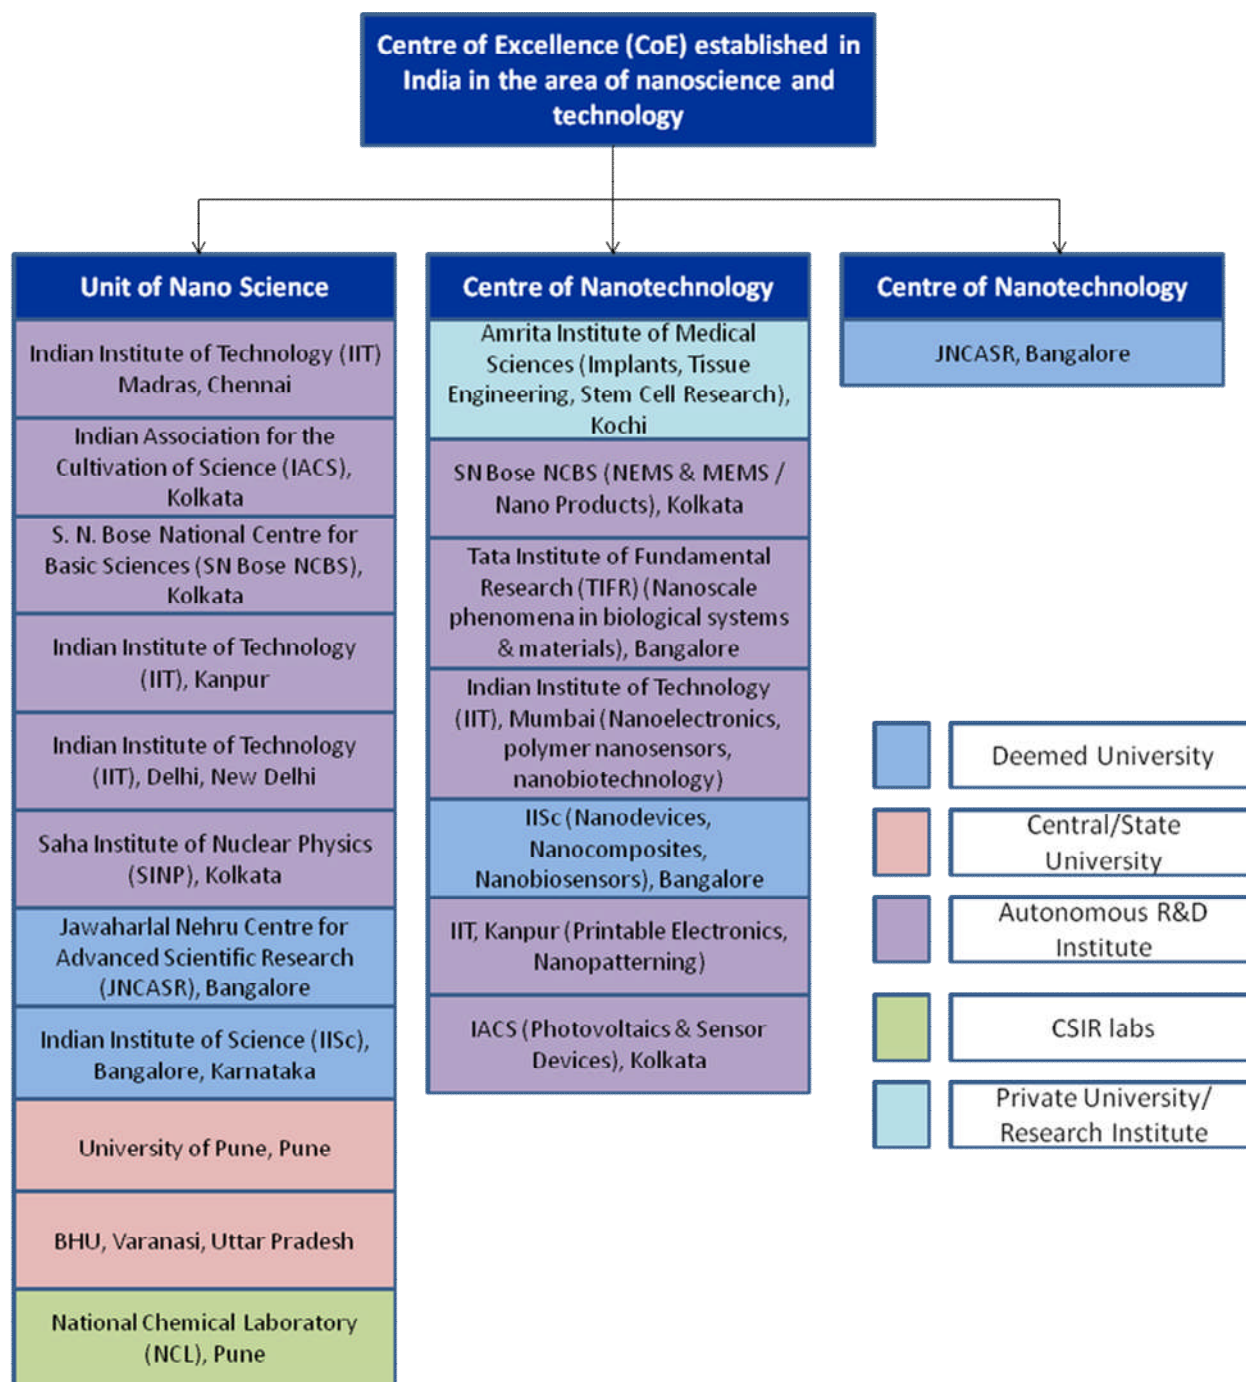 Centre of Excellence (CoE) established in
India in the area of nanoscience and
technology
Unit of Nano Science
Indian Institute of Technology (IIT)
Madras, Chennai
Indian Association for the
Cultivation of Science (IACS),
Kolkata
S. N. Bose National Centre for
Basic Sciences (SN Bose NCBS),
Kolkata
Indian Institute of Technology
(IIT), Kanpur
Indian Institute of Technology
(IIT), Delhi, New Delhi
Saha Institute of Nuclear Physics
(SINP), Kolkata
Jawaharlal Nehru Centre for
Advanced Scientific Research
(JNCASR), Bangalore
Indian Institute of Science (IISc),
Bangalore, Karnataka
University of Pune, Pune
BHU, Varanasi, Uttar Pradesh
National Chemical Laboratory
(NCL), Pune
Centre of Nanotechnology
Amrita Institute of Medical
Sciences (Implants, Tissue
Engineering, Stem Cell Research),
Kochi
SN Bose NCBS (NEMS & MEMS /
Nano Products), Kolkata
Tata Institute of Fundamental
Research (TIFR) (Nanoscale
phenomena in biological systems
& materials), Bangalore
Indian Institute of Technology
(IIT), Mumbai (Nanoelectronics,
polymer nanosensors,
nanobiotechnology)
IISc (Nanodevices,
Nanocomposites,
Nanobiosensors), Bangalore
IIT, Kanpur (Printable Electronics,
Nanopatterning)
IACS (Photovoltaics & Sensor
Devices), Kolkata
Centre of Nanotechnology
JNCASR, Bangalore
Deemed University
Central/State
University
Autonomous R&D
Institute
CSIR labs
Private University/
Research Institute